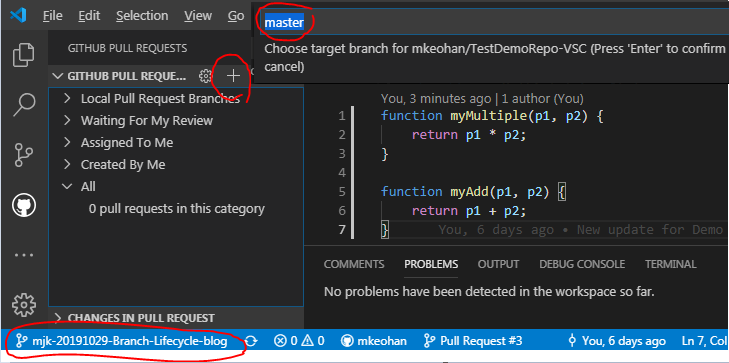 File Edit Selection
master
Choose target branch for mkeohan/TestDemoRepo-VSC (Press 'Enter' to confirm
cancel)
GITHUB PULL REQUESTS
GITHUB PULL REQUE...
Local Pull Request Branches
Waiting For My Review
Assigned To Me
Created By Me
All
0 pull requests in this category
CHANGES IN PULL REQUEST
You, 3 minutes ago | 1 author (You)
1 function myMultiple(p1, p2) {
2 return p1 * p2;
3 }
4
5 function myAdd(p1, p2) {
6 return p1 + p2;
7 } You, 6 days ago • New update for Demo
COMMENTS PROBLEMS OUTPUT DEBUG CONSOLE TERMINAL
No problems have been detected in the workspace so far.
mjk-20191029-Branch-Lifecycle-blog 0 0 mkeohan Pull Request #3 You, 6 days ago Ln 7, Col